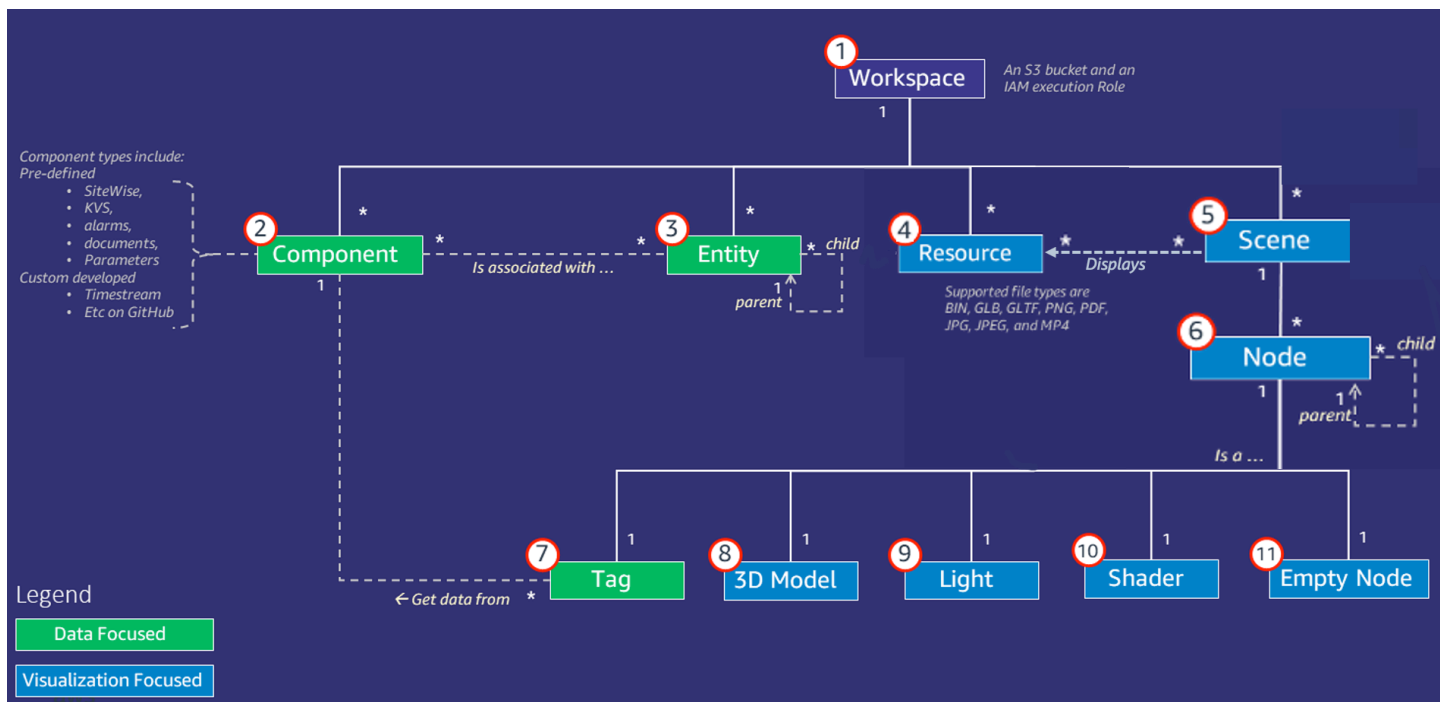 1
Workspace
An S3 bucket and an
IAM execution Role
1
Component types include:
Pre-defined
• SiteWise,
• KVS,
• alarms,
• documents,
• Parameters
Custom developed
• Timestream
• Etc on GitHub
*
2
Component
*
1
Is associated with ...
*
*
3
Entity
* child
1
parent
*
4
Resource
*
Displays
*
Supported file types are
BIN, GLB, GLTF, PNG, PDF,
JPG, JPEG, and MP4
*
5
Scene
1
*
6
Node
* child
1
1
parent
Is a ...
1
7
Tag
← Get data from *
1
8
3D Model
1
9
Light
1
10
Shader
1
11
Empty Node
Legend
Data Focused
Visualization Focused